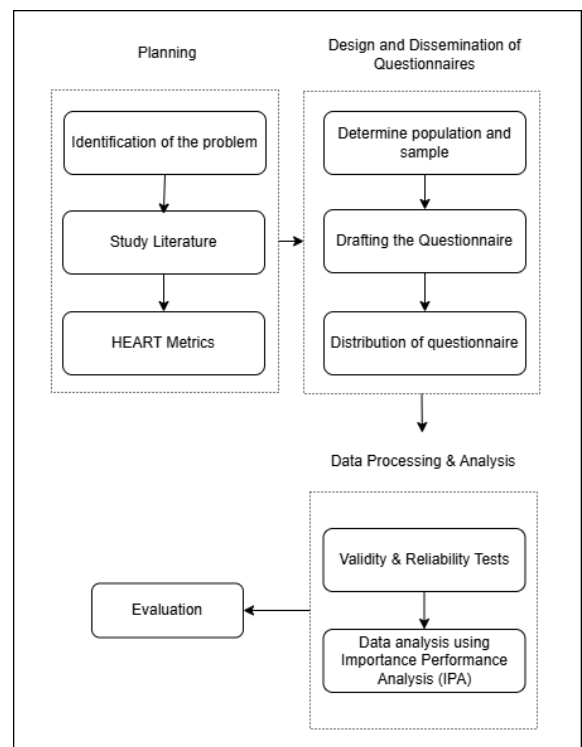 Planning
Identification of the problem
Study Literature
HEART Metrics
Design and Dissemination of
Questionnaires
Determine population and
sample
Drafting the Questionnaire
Distribution of questionnaire
Data Processing & Analysis
Validity & Reliability Tests
Data analysis using
Importance Performance
Analysis (IPA)
Evaluation